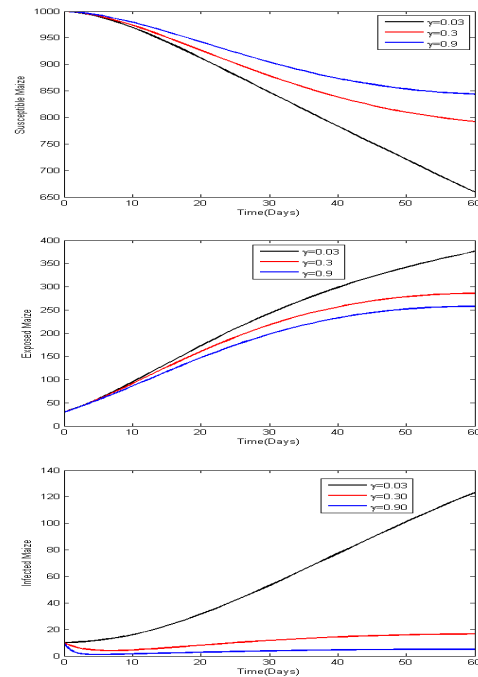 1000
950
900
850
800
750
700
650
Susceptible Maize
γ=0.03
γ=0.3
γ=0.9
0 10 20 30 40 50 60
Time(Days)
400
350
300
250
200
150
100
50
0
Exposed Maize
γ=0.03
γ=0.3
γ=0.9
0 10 20 30 40 50 60
Time(Days)
140
120
100
80
60
40
20
0
Infected Maize
γ=0.03
γ=0.30
γ=0.90
0 10 20 30 40 50 60
Time(Days)